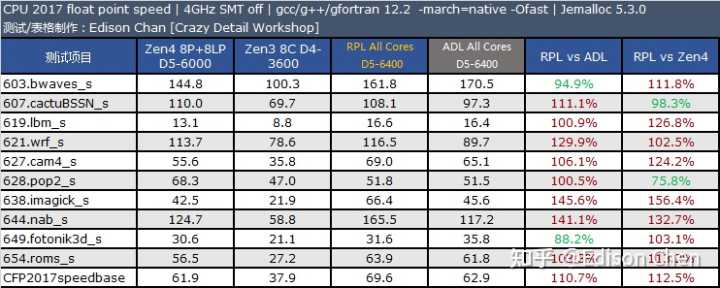 CPU 2017 float point speed | 4GHz SMT off | gcc/g++/gfortran 12.2 -march=native -Ofast | Jemalloc 5.3.0
测试/表格制作：Edison Chan [Crazy Detail Workshop]
测试项目 Zen4 8P+8LP D5-6000 Zen3 8C D4-3600 RPL All Cores D5-6400 ADL All Cores D5-6400 RPL vs ADL RPL vs Zen4
603.bwaves_s 144.8 100.3 161.8 170.5 94.9% 111.8%
607.cactuBSSN_s 110.0 69.7 108.1 97.3 111.1% 98.3%
619.lbm_s 13.1 8.8 16.6 16.4 100.9% 126.8%
621.wrf_s 113.7 78.6 116.5 89.7 129.9% 102.5%
627.cam4_s 55.6 35.8 69.0 65.1 106.1% 124.2%
628.pop2_s 68.3 47.0 51.8 51.5 100.5% 75.8%
638.imagick_s 42.5 21.9 66.4 45.6 145.6% 156.4%
644.nab_s 124.7 58.8 165.5 117.2 141.1% 132.7%
649.fotonik3d_s 30.6 21.1 31.6 35.8 88.2% 103.1%
654.roms_s 56.5 27.2 63.9 61.8
CFP2017speedbase 61.9 37.9 69.6 62.9 110.7% 112.5%
知乎 @Edison Chen